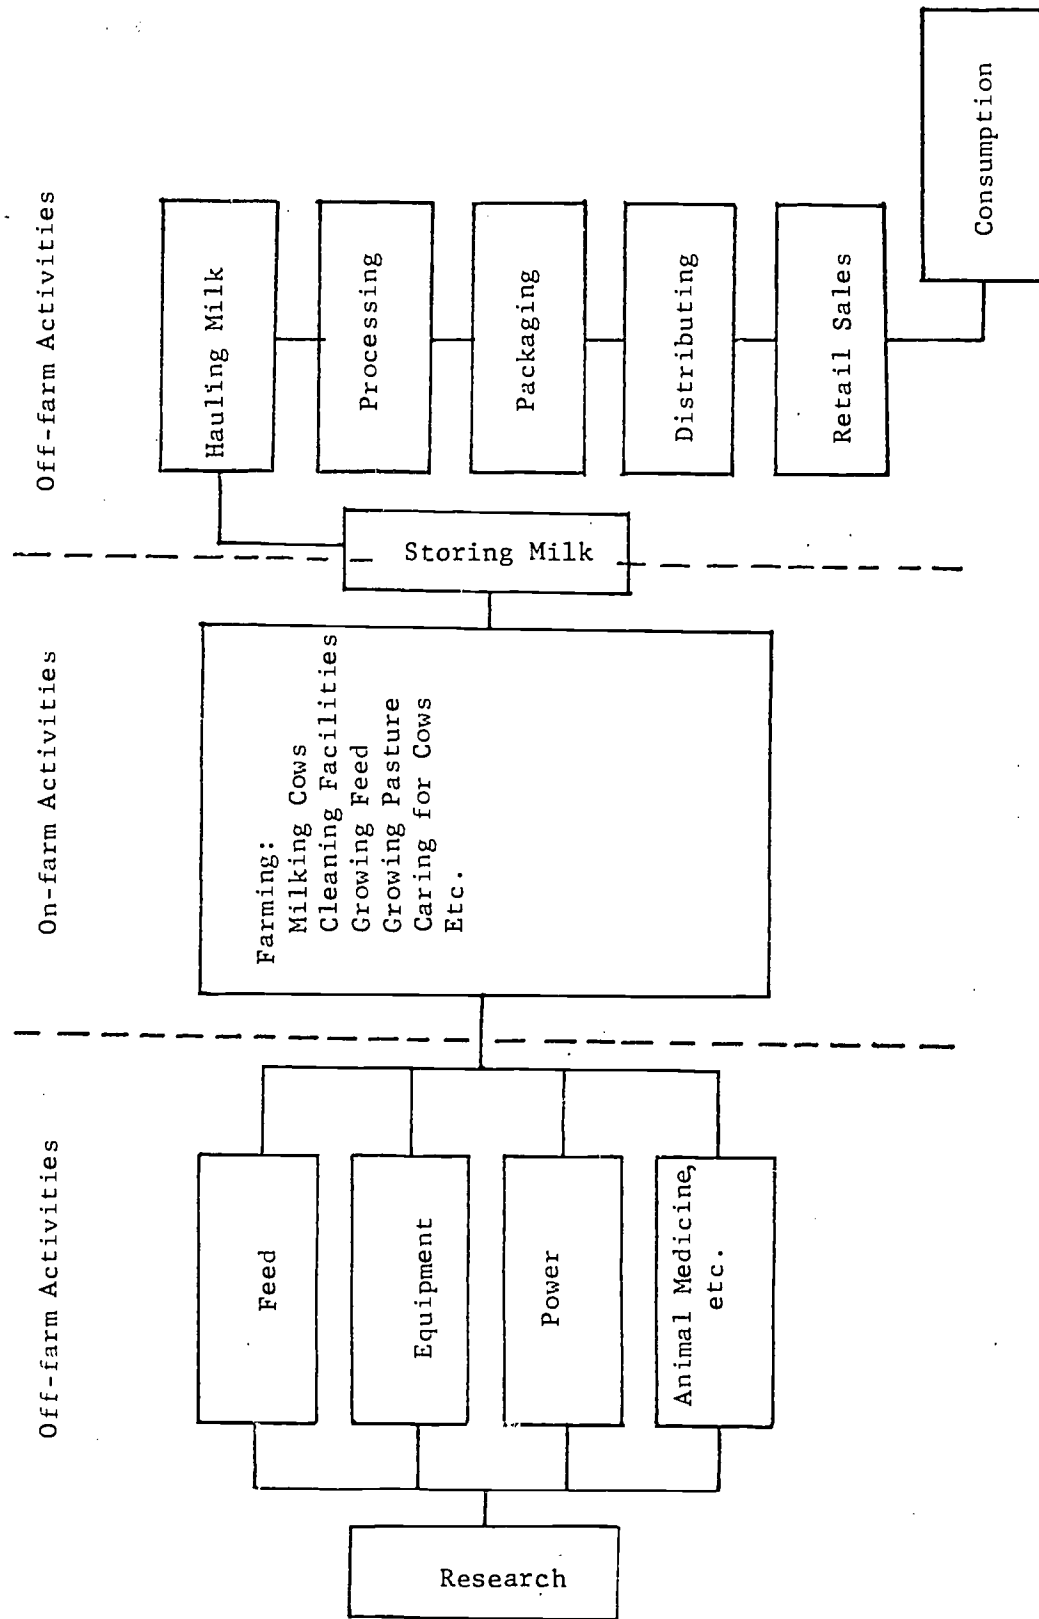 Off-farm Activities
On-farm Activities
Off-farm Activities
Research
Feed
Equipment
Power
Animal Medicine,
etc.
Farming:
Milking Cows
Cleaning Facilities
Growing Feed
Growing Pasture
Caring for Cows
Etc.
Storing Milk
Hauling Milk
Processing
Packaging
Distributing
Retail Sales
Consumption